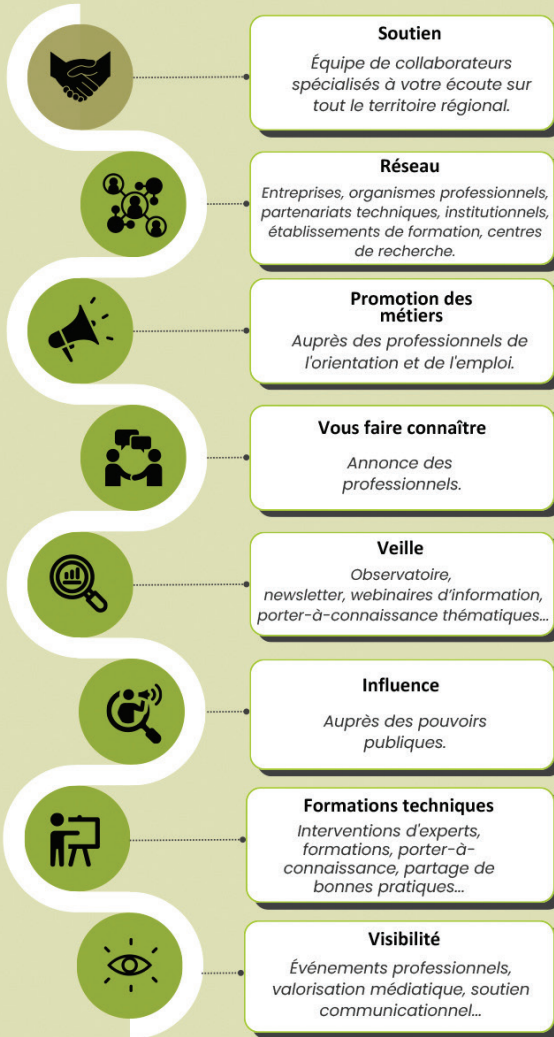 Soutien
Équipe de collaborateurs
spécialisés à votre écoute sur
tout le territoire régional.
Réseau
Entreprises, organismes professionnels,
partenariats techniques, institutionnels,
établissements de formation, centres
de recherche.
Promotion des
métiers
Auprès des professionnels de
l'orientation et de l'emploi.
Vous faire connaître
Annonce des
professionnels.
Veille
Observatoire,
newsletter, webinaires d'information,
porter-à-connaissance thématiques...
Influence
Auprès des pouvoirs
publiques.
Formations techniques
Interventions d'experts,
formations, porter-à-
connaissance, partage de
bonnes pratiques...
Visibilité
Événements professionnels,
valorisation médiatique, soutien
communicationnel...